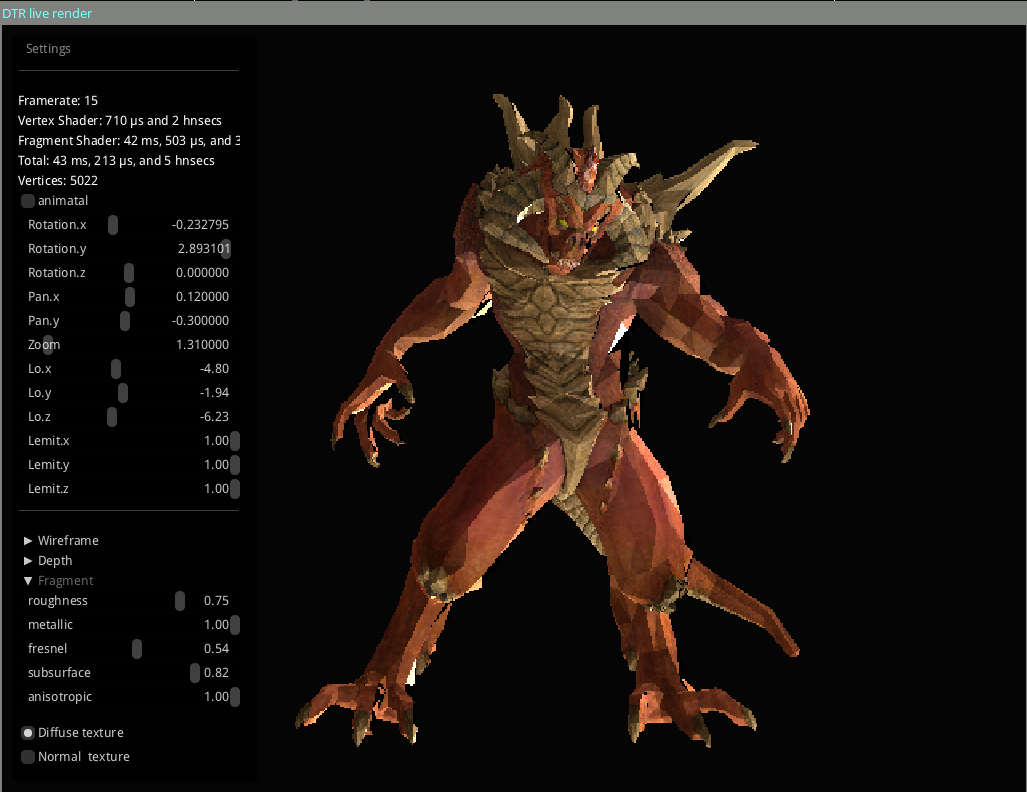 DTR live render
Settings
Framerate: 15
Vertex Shader: 710 µs and 2 hnsecs
Fragment Shader: 42 ms, 503 µs, and 3
Total: 43 ms, 213 µs, and 5 hnsecs
Vertices: 5022
animatal
Rotation.x -0.232795
Rotation.y 2.893101
Rotation.z 0.000000
Pan.x 0.120000
Pan.y -0.300000
Zoom 1.310000
Lo.x -4.80
Lo.y -1.94
Lo.z -6.23
Lemit.x 1.00
Lemit.y 1.00
Lemit.z 1.00
Wireframe
Depth
Fragment
roughness 0.75
metallic 1.00
fresnel 0.54
subsurface 0.82
anisotropic 1.00
Diffuse texture
Normal texture